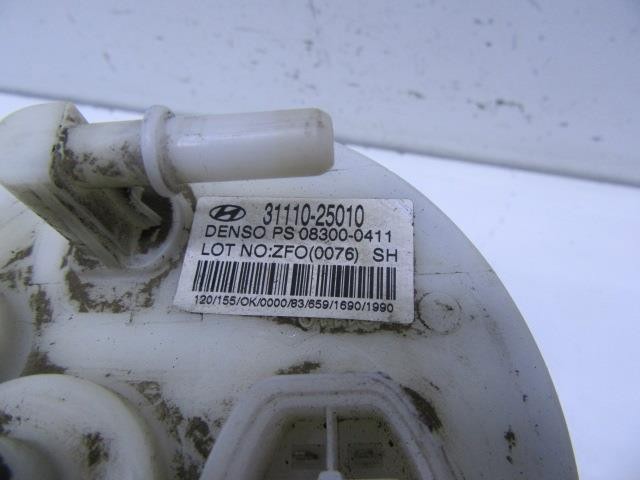 31110-25010
DENSO PS 08300-0411
LOT NO:ZFO(0076) SH
120/155/OK/0000/83/659/1690/1990